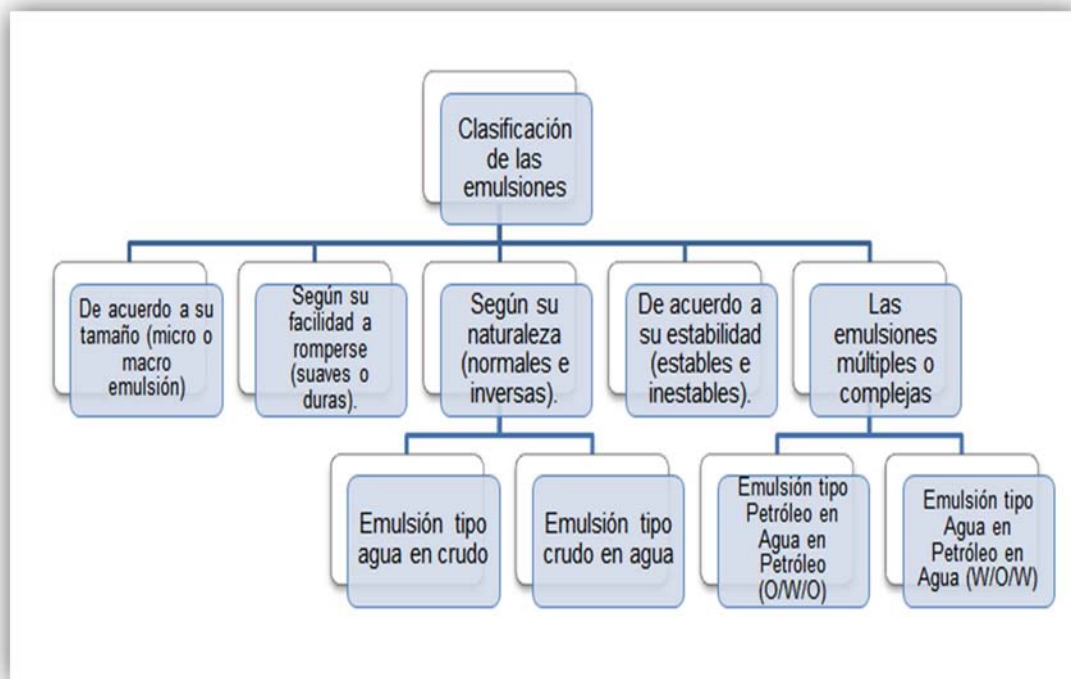 Clasificación
de las
emulsiones
De acuerdo a su
tamaño (micro o
macro
emulsión)
Según su
facilidad a
romperse
(suaves o
duras).
Según su
naturaleza
(normales e
inversas).
De acuerdo a
su estabilidad
(estables e
inestables).
Las
emulsiones
múltiples o
complejas
Emulsión tipo
agua en crudo
Emulsión tipo
crudo en agua
Emulsión tipo
Petróleo en
Agua en
Petróleo
(O/W/O)
Emulsión tipo
Agua en
Petróleo en
Agua (W/O/W)